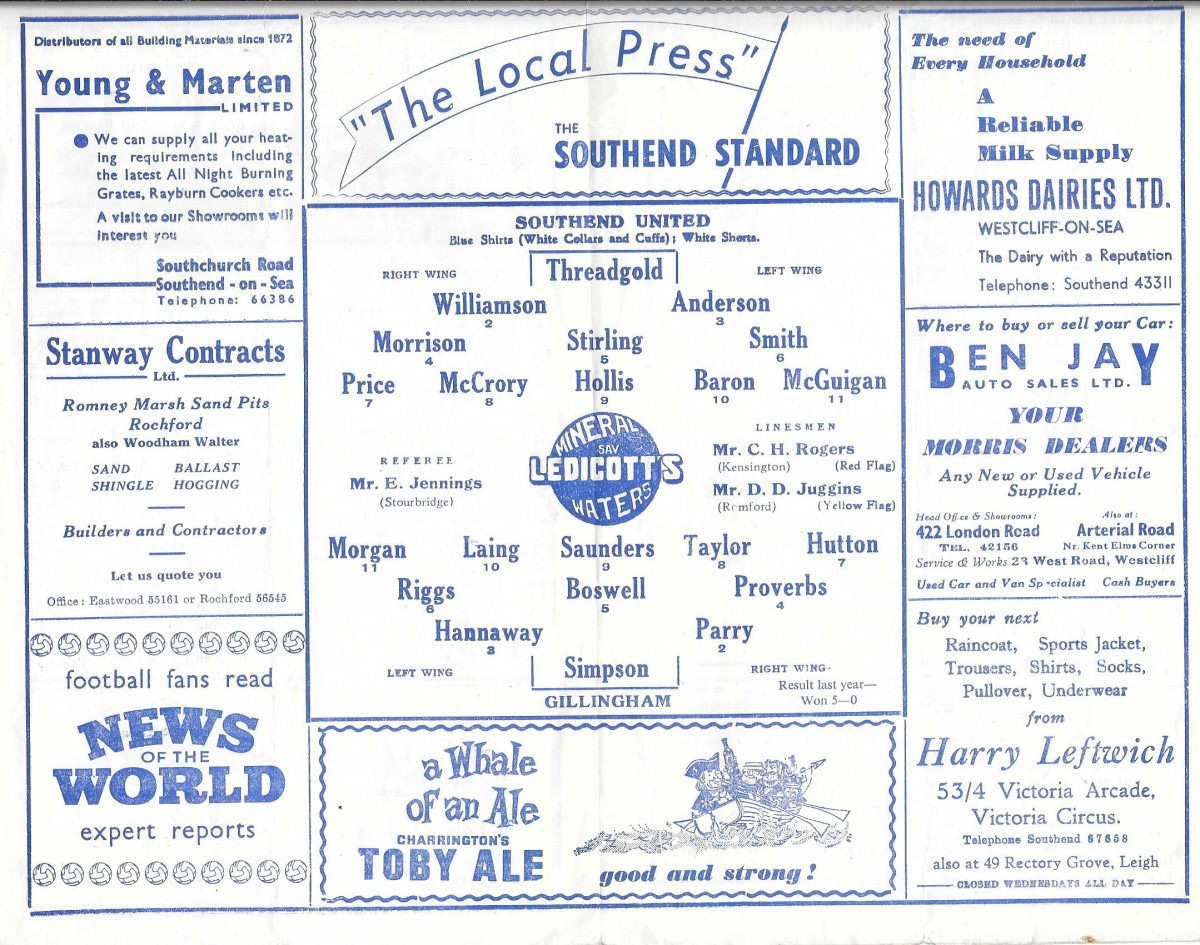 Distributors of all Building Materials since 1872
Young & Marten
LIMITED
We can supply all your heat-
ing requirements including
the latest All Night Burning
Grates, Rayburn Cookers etc.
A visit to our Showrooms will
interest you
Southchurch Road
Southend - on - Sea
Telephone: 66386
Stanway Contracts
Ltd.
Romney Marsh Sand Pits
Rochford
also Woodham Walter
SAND BALLAST
SHINGLE HOGGING
Builders and Contractors
Let us quote you
Office : Eastwood 55161 or Rochford 56545
football fans read
NEWS
OF THE
WORLD
expert reports
"The Local Press"
THE
SOUTHEND STANDARD
SOUTHEND UNITED
Blue Shirts (White Collars and Cuffs); White Shorts.
RIGHT WING Threadgold LEFT WING
Williamson Anderson
2 3
Morrison Stirling Smith
4 5 6
Price McCrory Hollis Baron McGuigan
7 8 9 10 11
REFEREE
Mr. E. Jennings
(Stourbridge)
MINERAL
SAY
LEDICOTT'S
WATERS
LINESMEN
Mr. C. H. Rogers
(Kensington) (Red Flag)
Mr. D. D. Juggins
(Romford) (Yellow Flag)
Morgan Laing Saunders Taylor Hutton
11 10 9 8 7
Riggs Boswell Proverbs
6 5 4
Hannaway Parry
3 2
LEFT WING Simpson RIGHT WING-
Result last year—
Won 5—0
GILLINGHAM
a Whale
of an Ale
CHARRINGTON'S
TOBY ALE
good and strong!
The need of
Every Household
A
Reliable
Milk Supply
HOWARDS DAIRIES LTD.
WESTCLIFF-ON-SEA
The Dairy with a Reputation
Telephone: Southend 43311
Where to buy or sell your Car:
BEN JAY
AUTO SALES LTD.
YOUR
MORRIS DEALERS
Any New or Used Vehicle
Supplied.
Head Office & Showrooms: Also at:
422 London Road Arterial Road
TEL. 42156 Nr. Kent Elms Corner
Service & Works 23 West Road, Westcliff
Used Car and Van Specialist Cash Buyers
Buy your next
Raincoat, Sports Jacket,
Trousers, Shirts, Socks,
Pullover, Underwear
from
Harry Leftwich
53/4 Victoria Arcade,
Victoria Circus.
Telephone Southend 67658
also at 49 Rectory Grove, Leigh
CLOSED WEDNESDAYS ALL DAY